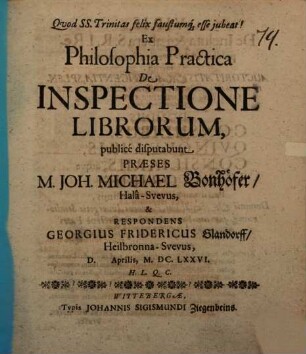 Quod SS. Trinitas felix faustumq́, esse jubeat!
74.
Ex
Philosophia Practica
De
INSPECTIONE
LIBRORUM,
publicè disputabunt
PRÆSES
M. JOH. MICHAEL Bonhöfer/
Halâ-Svevus,
&
RESPONDENS
GEORGIUS FRIDERICUS Glandorff/
Heilbronna-Svevus,
D. Aprilis, M. DC. LXXVI.
H. L. Q. C.
WITTEBERGÆ,
Typis JOHANNIS SIGISMUNDI Ziegenbeins.